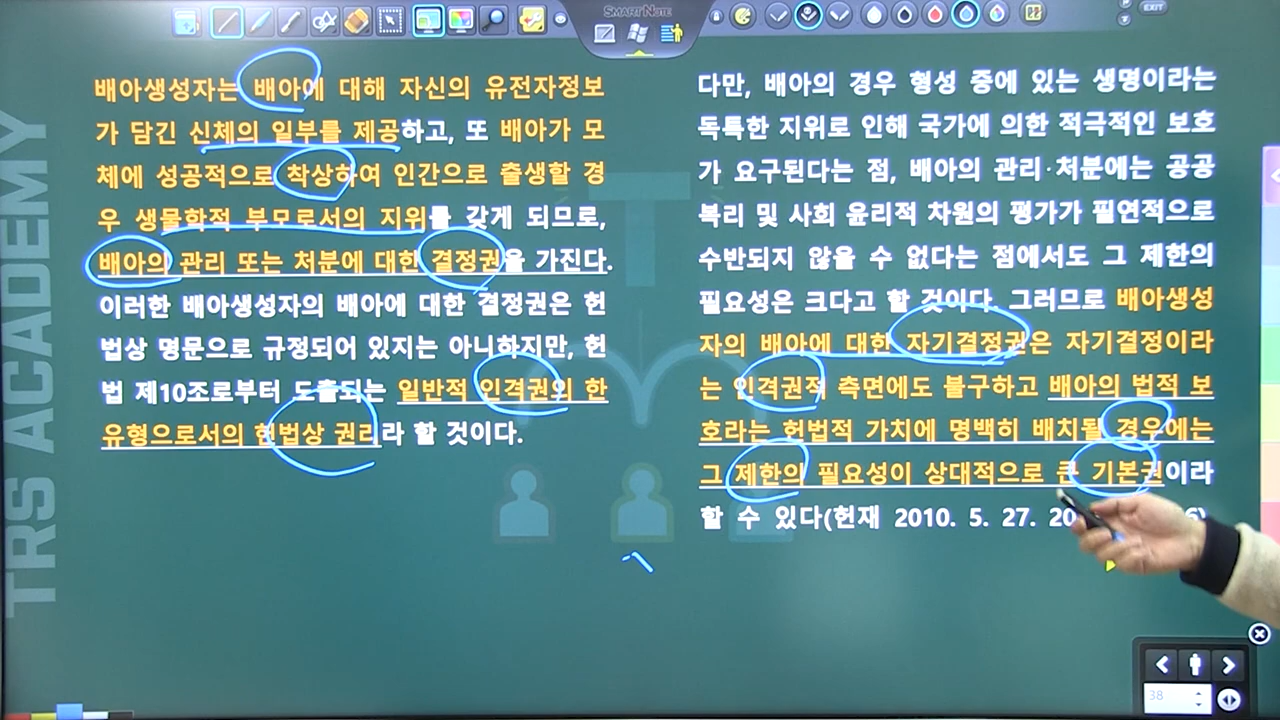 SMART NOTE
EXIT
배아생성자는 배아에 대해 자신의 유전자정보
가 담긴 신체의 일부를 제공하고, 또 배아가 모
체에 성공적으로 착상하여 인간으로 출생할 경
우 생물학적 부모로서의 지위를 갖게 되므로,
배아의 관리 또는 처분에 대한 결정권을 가진다.
이러한 배아생성자의 배아에 대한 결정권은 헌
법상 명문으로 규정되어 있지는 아니하지만, 헌
법 제10조로부터 도출되는 일반적 인격권의 한
유형으로서의 헌법상 권리라 할 것이다.
다만, 배아의 경우 형성 중에 있는 생명이라는
독특한 지위로 인해 국가에 의한 적극적인 보호
가 요구된다는 점, 배아의 관리·처분에는 공공
복리 및 사회 윤리적 차원의 평가가 필연적으로
수반되지 않을 수 없다는 점에서도 그 제한의
필요성은 크다고 할 것이다. 그러므로 배아생성
자의 배아에 대한 자기결정권은 자기결정이라
는 인격권적 측면에도 불구하고 배아의 법적 보
호라는 헌법적 가치에 명백히 배치될 경우에는
그 제한의 필요성이 상대적으로 큰 기본권이라
할 수 있다(헌재 2010. 5. 27. 20 6)
TRS ACADEMY
38